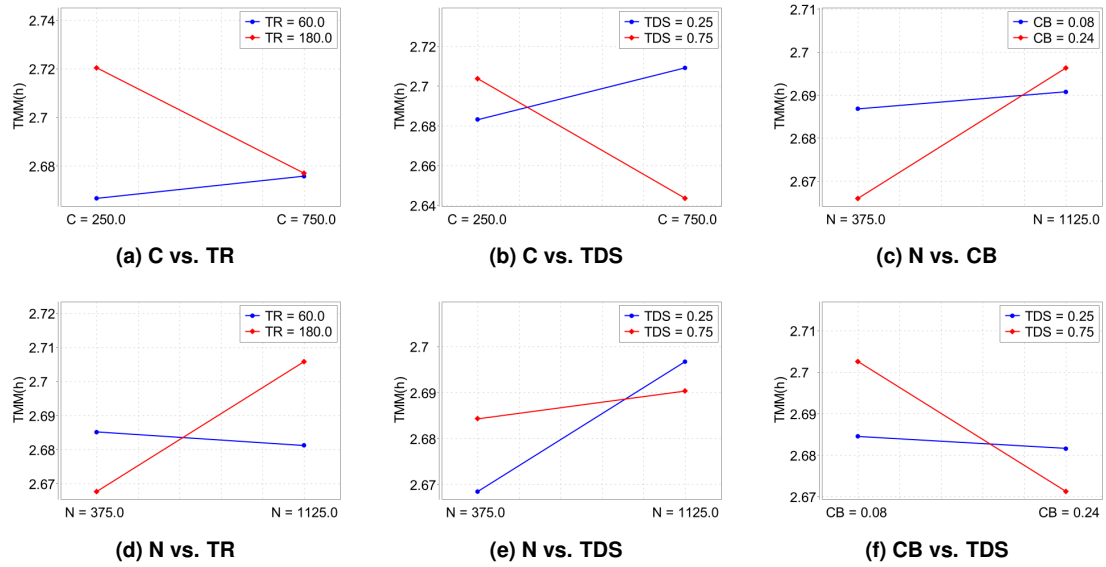 2.74
2.72
2.7
2.68
TMM(h)
TR = 60.0
TR = 180.0
C = 250.0
C = 750.0
(a) C vs. TR
2.72
2.7
2.68
2.66
2.64
TMM(h)
TDS = 0.25
TDS = 0.75
C = 250.0
C = 750.0
(b) C vs. TDS
2.71
2.7
2.69
2.68
2.67
TMM(h)
CB = 0.08
CB = 0.24
N = 375.0
N = 1125.0
(c) N vs. CB
2.72
2.71
2.7
2.69
2.68
2.67
TMM(h)
TR = 60.0
TR = 180.0
N = 375.0
N = 1125.0
(d) N vs. TR
2.7
2.69
2.68
2.67
TMM(h)
TDS = 0.25
TDS = 0.75
N = 375.0
N = 1125.0
(e) N vs. TDS
2.71
2.7
2.69
2.68
2.67
TMM(h)
TDS = 0.25
TDS = 0.75
CB = 0.08
CB = 0.24
(f) CB vs. TDS